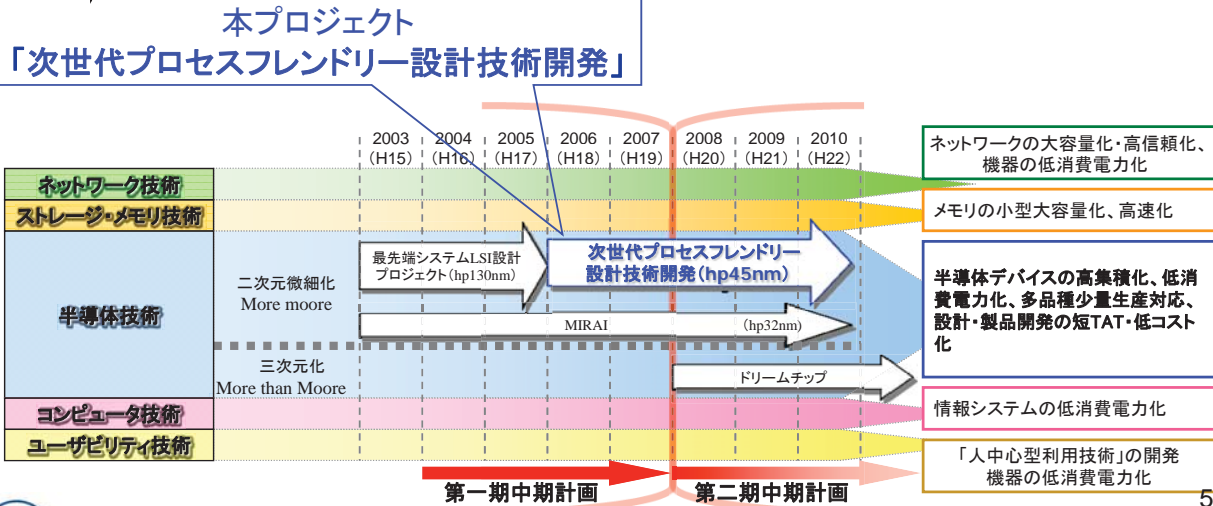 本プロジェクト
「次世代プロセスフレンドリー設計技術開発」
2003 2004 2005 2006 2007 2008 2009 2010
(H15) (H16) (H17) (H18) (H19) (H20) (H21) (H22)
ネットワークの大容量化・高信頼化、
機器の低消費電力化
ネットワーク技術
ストレージ・メモリ技術
メモリの小型大容量化、高速化
半導体技術
二次元微細化
More moore
最先端システムLSI設計
プロジェクト(hp130nm)
次世代プロセスフレンドリー
設計技術開発(hp45nm)
MIRAI (hp32nm)
三次元化
More than Moore
ドリームチップ
半導体デバイスの高集積化、低消
費電力化、多品種少量生産対応、
設計・製品開発の短TAT・低コスト
化
コンピュータ技術
情報システムの低消費電力化
ユーザビリティ技術
「人中心型利用技術」の開発
機器の低消費電力化
第一期中期計画 第二期中期計画
5